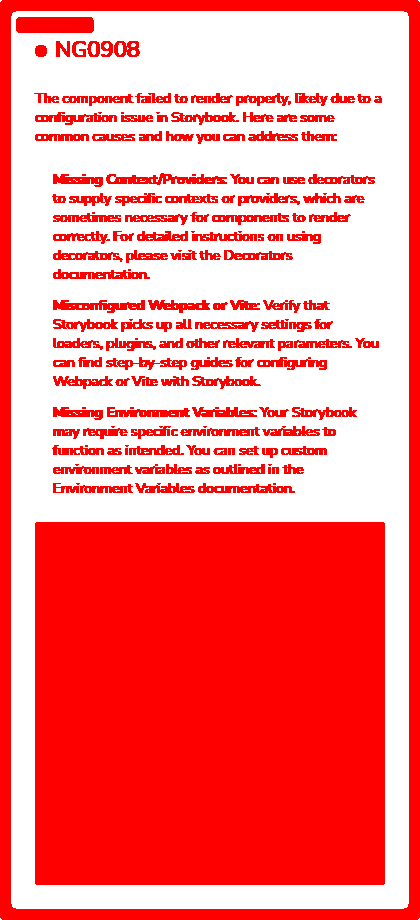 NG0908
The component failed to render properly, likely due to a
configuration issue in Storybook. Here are some
common causes and how you can address them:
Missing Context/Providers: You can use decorators
to supply specific contexts or providers, which are
sometimes necessary for components to render
correctly. For detailed instructions on using
decorators, please visit the Decorators
documentation.
Misconfigured Webpack or Vite: Verify that
Storybook picks up all necessary settings for
loaders, plugins, and other relevant parameters. You
can find step-by-step guides for configuring
Webpack or Vite with Storybook.
Missing Environment Variables: Your Storybook
may require specific environment variables to
function as intended. You can set up custom
environment variables as outlined in the
Environment Variables documentation.